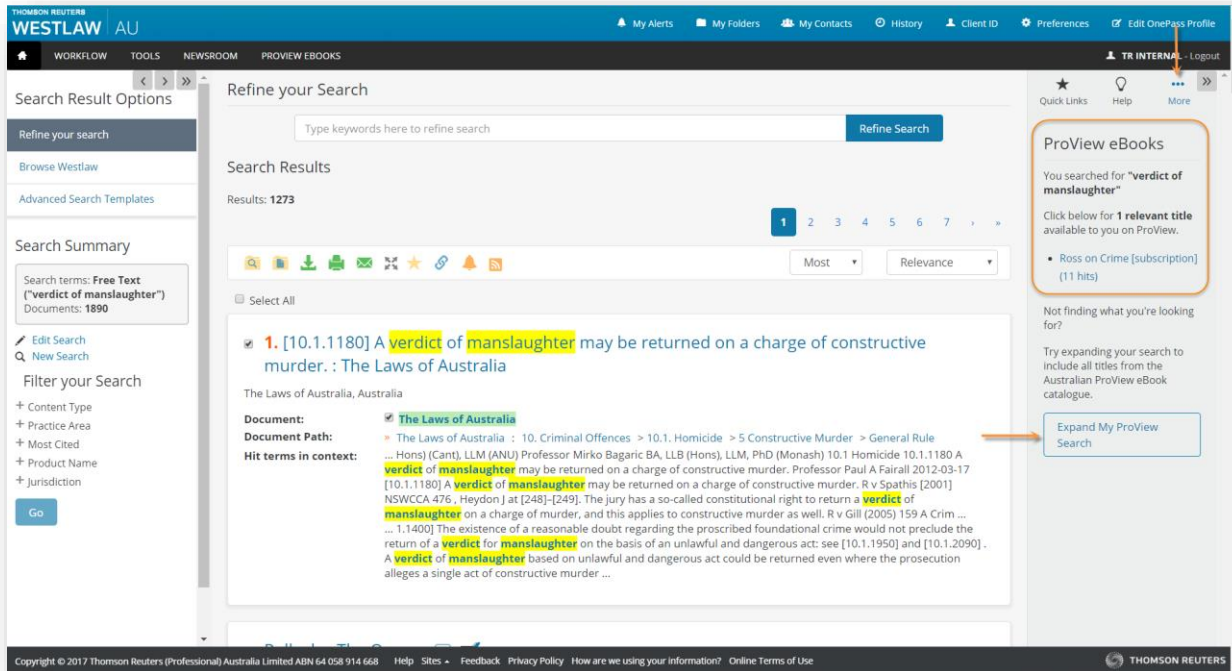 THOMSON REUTERS
WESTLAW AU
My Alerts My Folders My Contacts History Client ID Preferences Edit OnePass Profile
WORKFLOW TOOLS NEWSROOM PROVIEW EBOOKS
TR INTERNAL - Logout
Search Result Options
Refine your search
Browse Westlaw
Advanced Search Templates
Search Summary
Search terms: Free Text
("verdict of manslaughter")
Documents: 1890
Edit Search
New Search
Filter your Search
+ Content Type
+ Practice Area
+ Most Cited
+ Product Name
+ Jurisdiction
Go
Refine your Search
Type keywords here to refine search
Refine Search
Search Results
Results: 1273
1 2 3 4 5 6 7 › »
Most
Relevance
Select All
1. [10.1.1180] A verdict of manslaughter may be returned on a charge of constructive
murder. : The Laws of Australia
The Laws of Australia, Australia
Document: The Laws of Australia
Document Path: » The Laws of Australia : 10. Criminal Offences > 10.1. Homicide > 5 Constructive Murder > General Rule
Hit terms in context: ... Hons) (Cant), LLM (ANU) Professor Mirko Bagaric BA, LLB (Hons), LLM, PhD (Monash) 10.1 Homicide 10.1.1180 A
verdict of manslaughter may be returned on a charge of constructive murder. Professor Paul A Fairall 2012-03-17
[10.1.1180] A verdict of manslaughter may be returned on a charge of constructive murder. R v Spathis [2001]
NSWCCA 476 , Heydon J at [248]–[249]. The jury has a so-called constitutional right to return a verdict of
manslaughter on a charge of murder, and this applies to constructive murder as well. R v Gill (2005) 159 A Crim ...
... 1.1400] The existence of a reasonable doubt regarding the proscribed foundational crime would not preclude the
return of a verdict for manslaughter on the basis of an unlawful and dangerous act: see [10.1.1950] and [10.1.2090] .
A verdict of manslaughter based on unlawful and dangerous act could be returned even where the prosecution
alleges a single act of constructive murder ...
Quick Links Help More
ProView eBooks
You searched for "verdict of
manslaughter"
Click below for 1 relevant title
available to you on ProView.
• Ross on Crime [subscription]
(11 hits)
Not finding what you're looking
for?
Try expanding your search to
include all titles from the
Australian ProView eBook
catalogue.
Expand My ProView
Search
Copyright © 2017 Thomson Reuters (Professional) Australia Limited ABN 64 058 914 668 Help Sites Feedback Privacy Policy How are we using your information? Online Terms of Use
THOMSON REUTERS